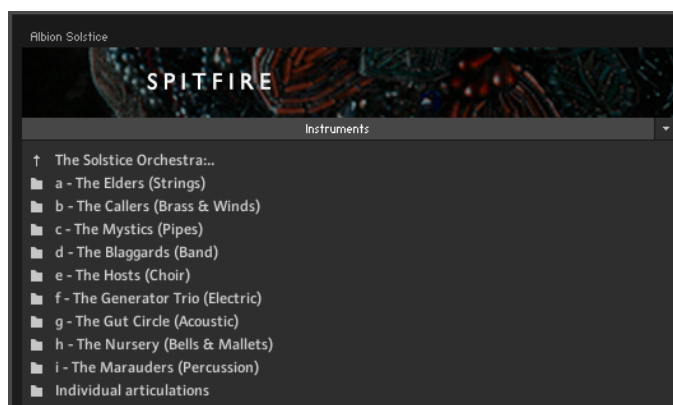 Albion Solstice
SPITFIRE
Instruments
↑ The Solstice Orchestra:..
a - The Elders (Strings)
b - The Callers (Brass & Winds)
c - The Mystics (Pipes)
d - The Blaggards (Band)
e - The Hosts (Choir)
f - The Generator Trio (Electric)
g - The Gut Circle (Acoustic)
h - The Nursery (Bells & Mallets)
i - The Marauders (Percussion)
Individual articulations